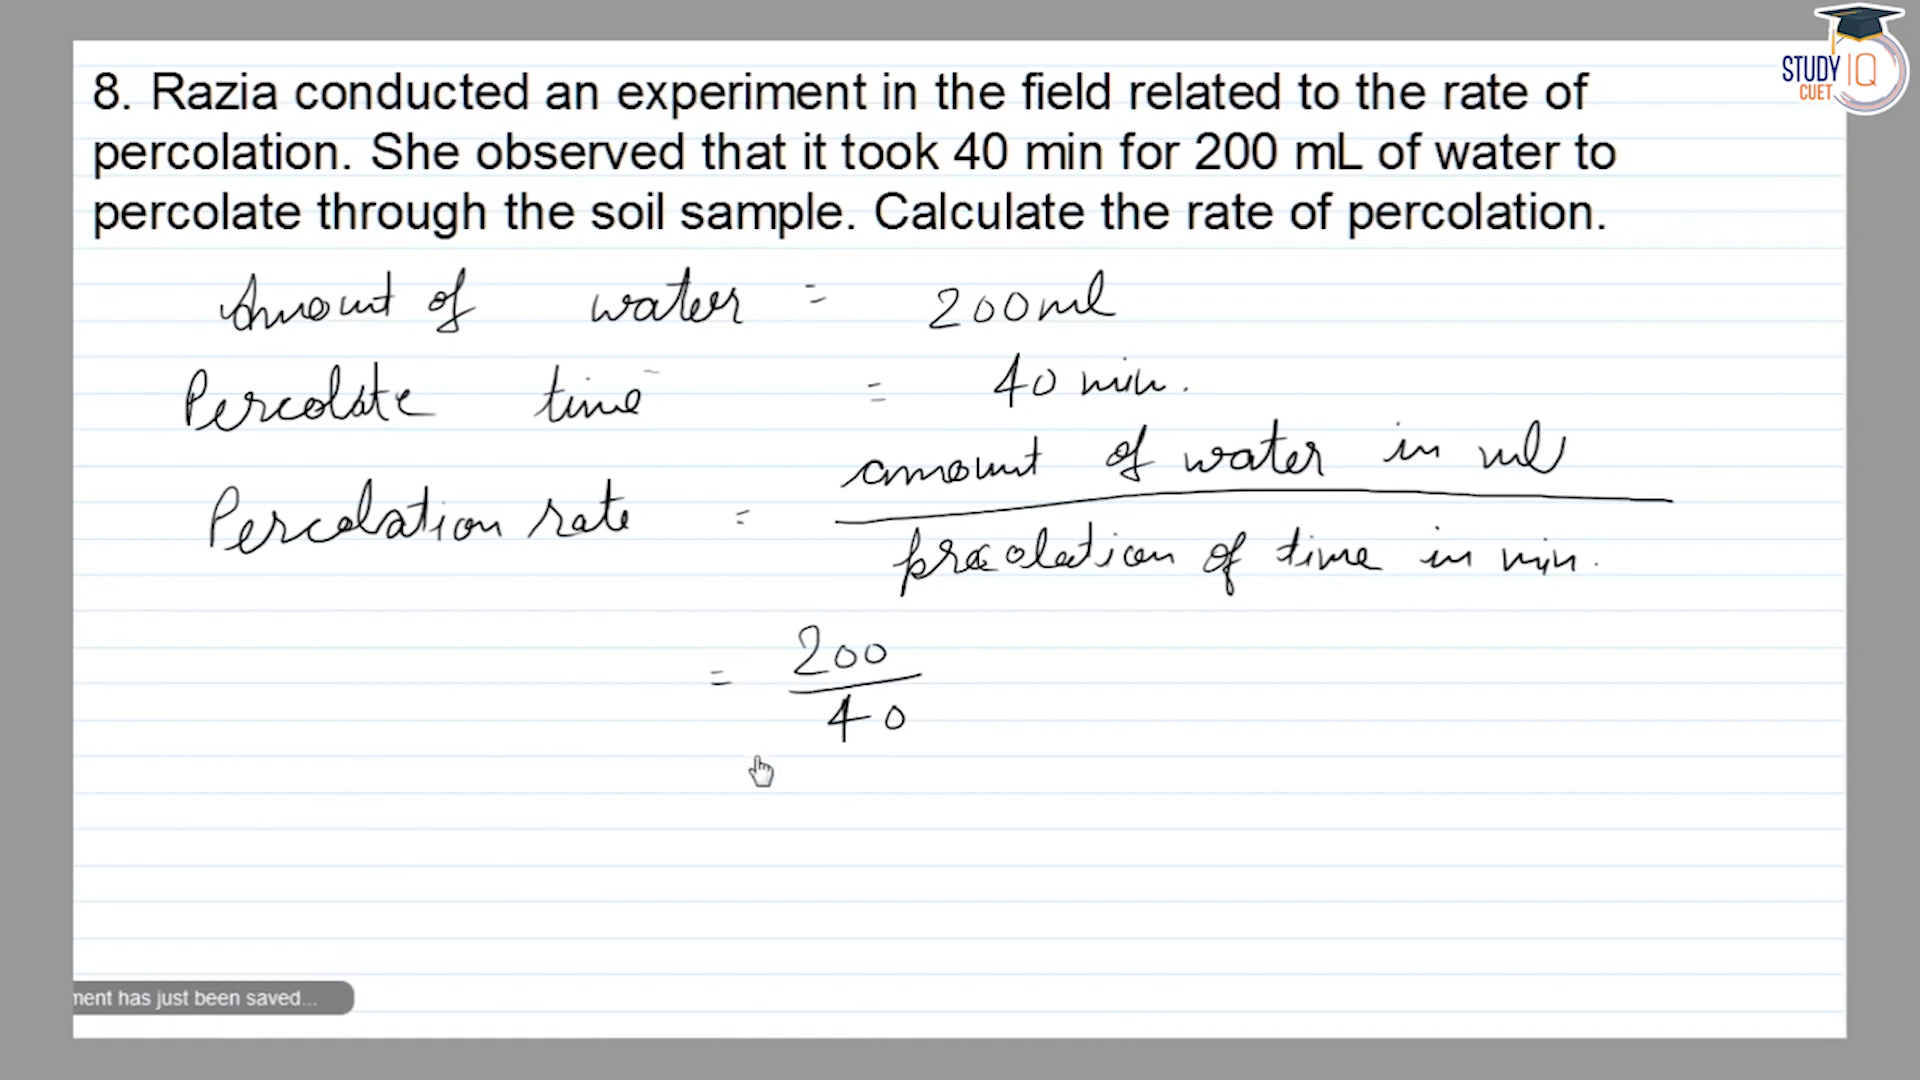 STUDY IQ
CUET
8. Razia conducted an experiment in the field related to the rate of
percolation. She observed that it took 40 min for 200 mL of water to
percolate through the soil sample. Calculate the rate of percolation.
Amount of water = 200ml
Percolate time = 40 min.
Percolation rate = amount of water in ml
precolation of time in min.
= 200
40
ment has just been saved...